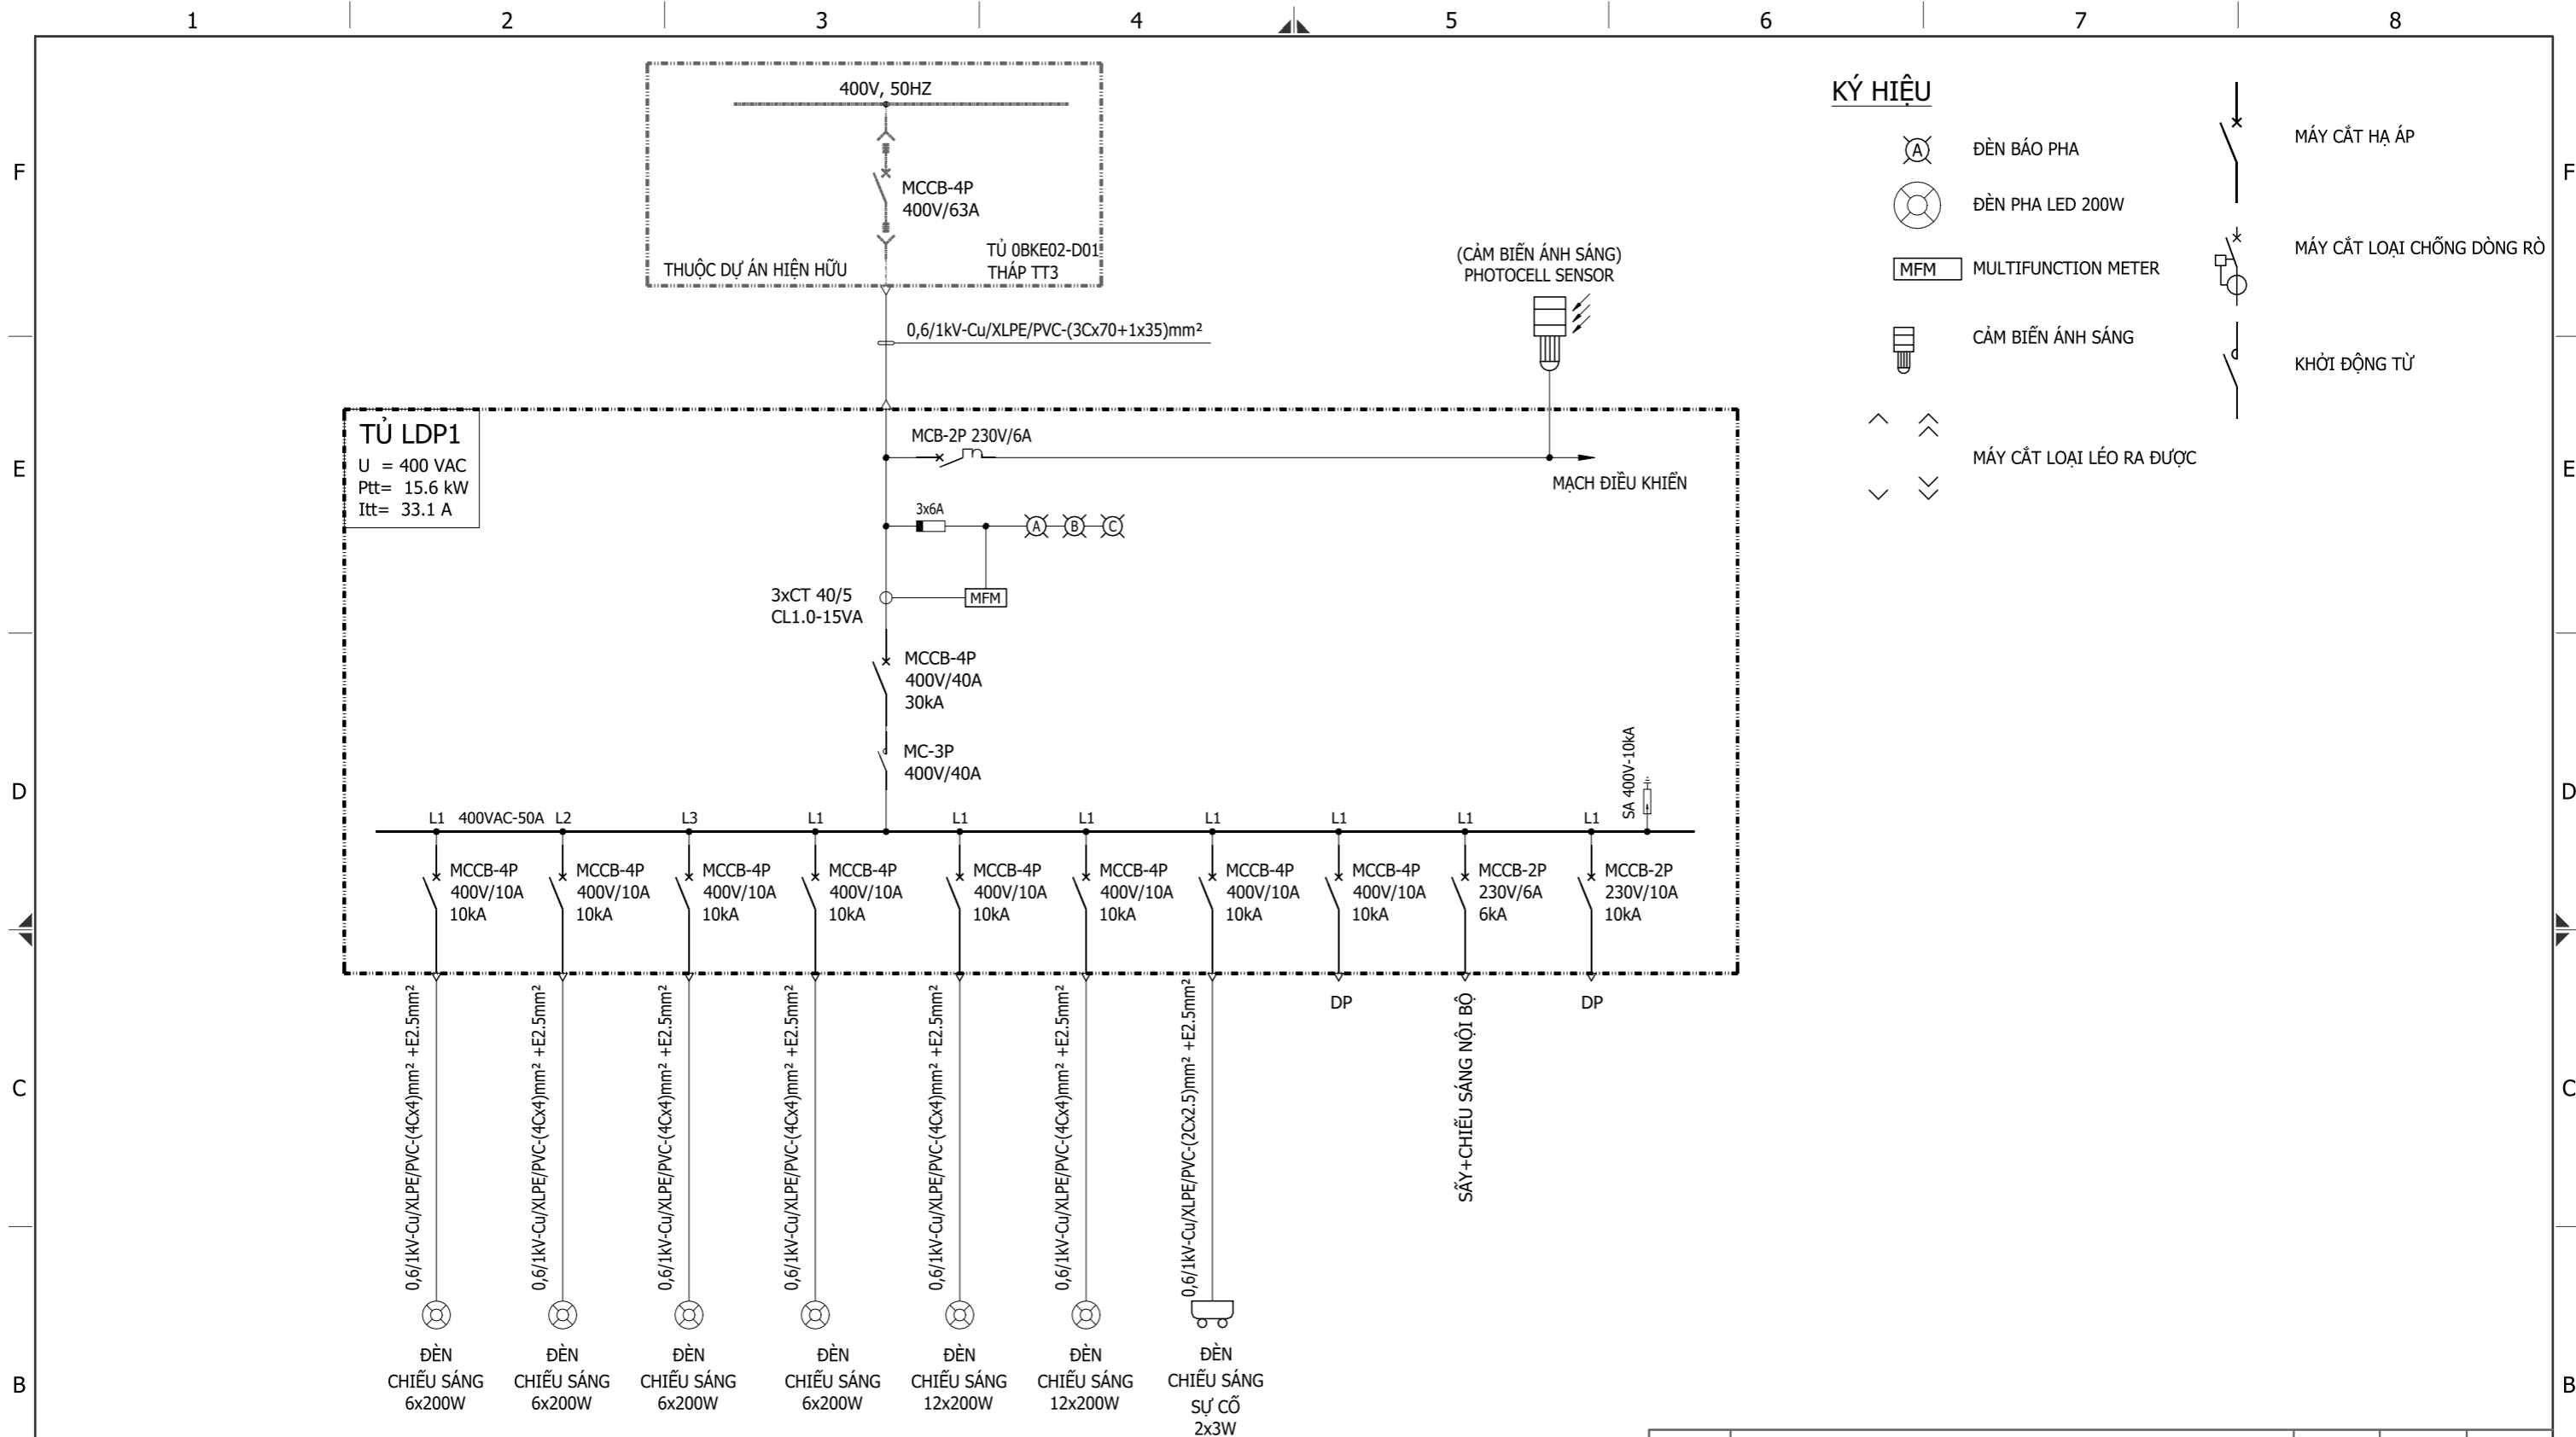 1 2 3 4 5 6 7 8
400V, 50HZ
MCCB-4P
400V/63A
TỦ 0BKE02-D01
THÁP TT3
THUỘC DỰ ÁN HIỆN HỮU
0,6/1kV-Cu/XLPE/PVC-(3Cx70+1x35)mm²
(CẢM BIẾN ÁNH SÁNG)
PHOTOCELL SENSOR
KÝ HIỆU
A
ĐÈN BÁO PHA
ĐÈN PHA LED 200W
MFM
MULTIFUNCTION METER
CẢM BIẾN ÁNH SÁNG
MÁY CẮT LOẠI LÉO RA ĐƯỢC
MÁY CẮT HẠ ÁP
MÁY CẮT LOẠI CHỐNG DÒNG RÒ
KHỞI ĐỘNG TỪ
F F
E E
D D
C C
B B
TỦ LDP1
U = 400 VAC
Ptt= 15.6 kW
Itt= 33.1 A
MCB-2P 230V/6A
MẠCH ĐIỀU KHIỂN
3x6A
A B C
3xCT 40/5
CL1.0-15VA
MFM
MCCB-4P
400V/40A
30kA
MC-3P
400V/40A
SA 400V-10kA
L1 400VAC-50A L2 L3 L1 L1 L1 L1 L1 L1 L1
MCCB-4P
400V/10A
10kA
MCCB-4P
400V/10A
10kA
MCCB-4P
400V/10A
10kA
MCCB-4P
400V/10A
10kA
MCCB-4P
400V/10A
10kA
MCCB-4P
400V/10A
10kA
MCCB-4P
400V/10A
10kA
MCCB-4P
400V/10A
10kA
MCCB-2P
230V/6A
6kA
MCCB-2P
230V/10A
10kA
0,6/1kV-Cu/XLPE/PVC-(4Cx4)mm² +E2.5mm²
0,6/1kV-Cu/XLPE/PVC-(4Cx4)mm² +E2.5mm²
0,6/1kV-Cu/XLPE/PVC-(4Cx4)mm² +E2.5mm²
0,6/1kV-Cu/XLPE/PVC-(4Cx4)mm² +E2.5mm²
0,6/1kV-Cu/XLPE/PVC-(4Cx4)mm² +E2.5mm²
0,6/1kV-Cu/XLPE/PVC-(4Cx4)mm² +E2.5mm²
0,6/1kV-Cu/XLPE/PVC-(2Cx2.5)mm² +E2.5mm²
DP
SẤY+CHIẾU SÁNG NỘI BỘ
DP
ĐÈN
CHIẾU SÁNG
6x200W
ĐÈN
CHIẾU SÁNG
6x200W
ĐÈN
CHIẾU SÁNG
6x200W
ĐÈN
CHIẾU SÁNG
6x200W
ĐÈN
CHIẾU SÁNG
12x200W
ĐÈN
CHIẾU SÁNG
12x200W
ĐÈN
CHIẾU SÁNG
SỰ CỐ
2x3W